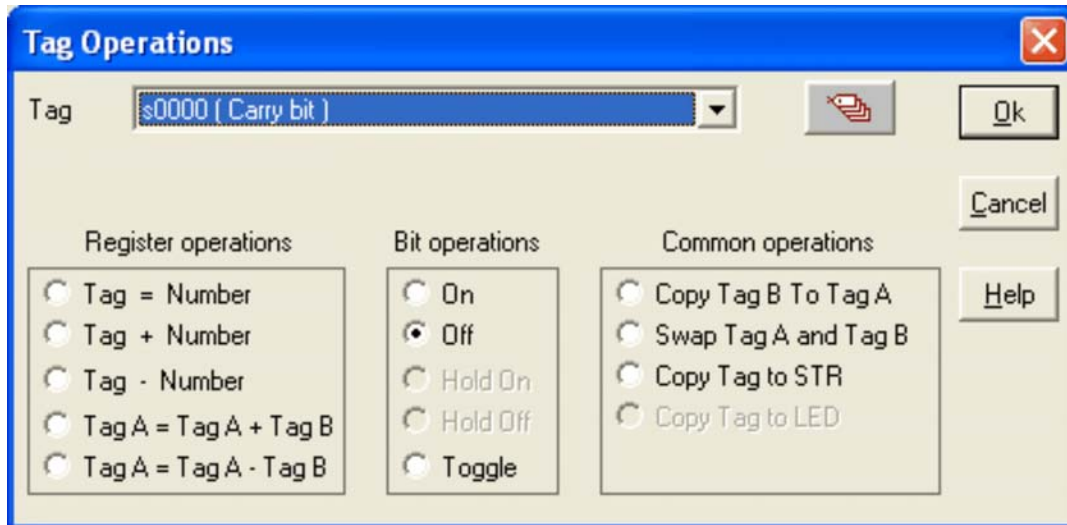 Tag Operations
Tag s0000 ( Carry bit ) Ok
Cancel
Register operations Bit operations Common operations
Tag = Number On Copy Tag B To Tag A Help
Tag + Number Off Swap Tag A and Tag B
Tag - Number Hold On Copy Tag to STR
Tag A = Tag A + Tag B Hold Off Copy Tag to LED
Tag A = Tag A - Tag B Toggle